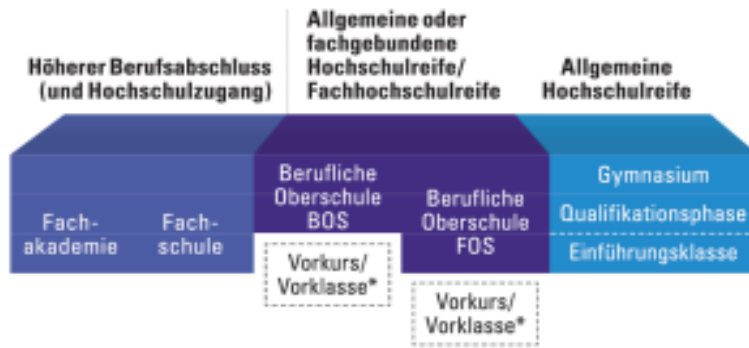 Höherer Berufsabschluss
(und Hochschulzugang)
Allgemeine oder
fachgebundene
Hochschulreife/
Fachhochschulreife
Allgemeine
Hochschulreife
Fach-
akademie
Fach-
schule
Berufliche
Oberschule
BOS
Vorkurs/
Vorklasse*
Berufliche
Oberschule
FOS
Vorkurs/
Vorklasse*
Gymnasium
Qualifikationsphase
Einführungsklasse